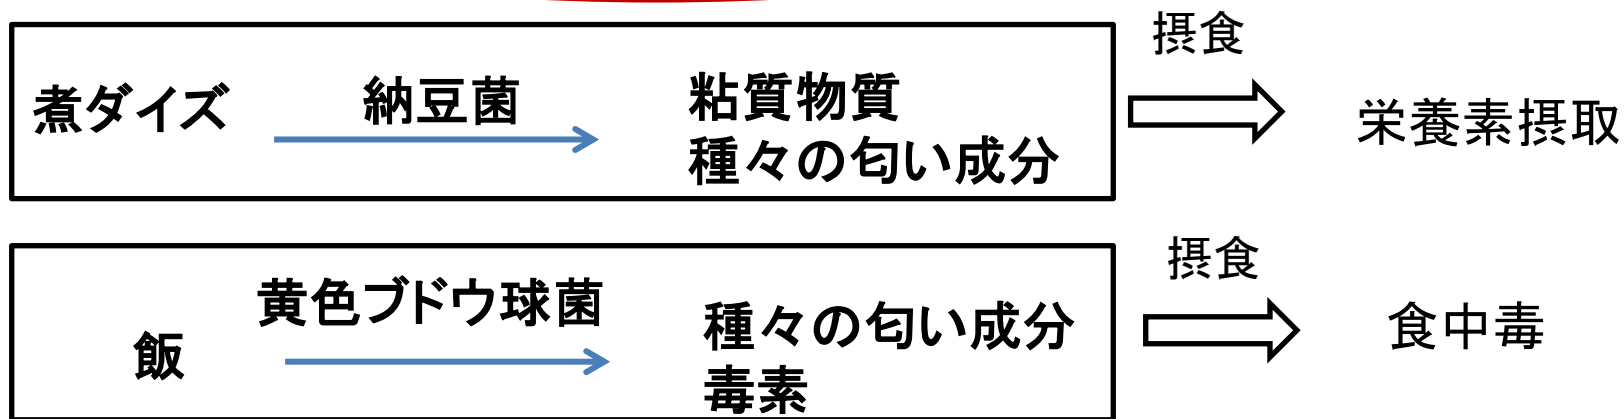 摂食
煮ダイズ 納豆菌 粘質物質
種々の匂い成分
栄養素摂取
摂食
黄色ブドウ球菌
飯
種々の匂い成分
毒素
食中毒